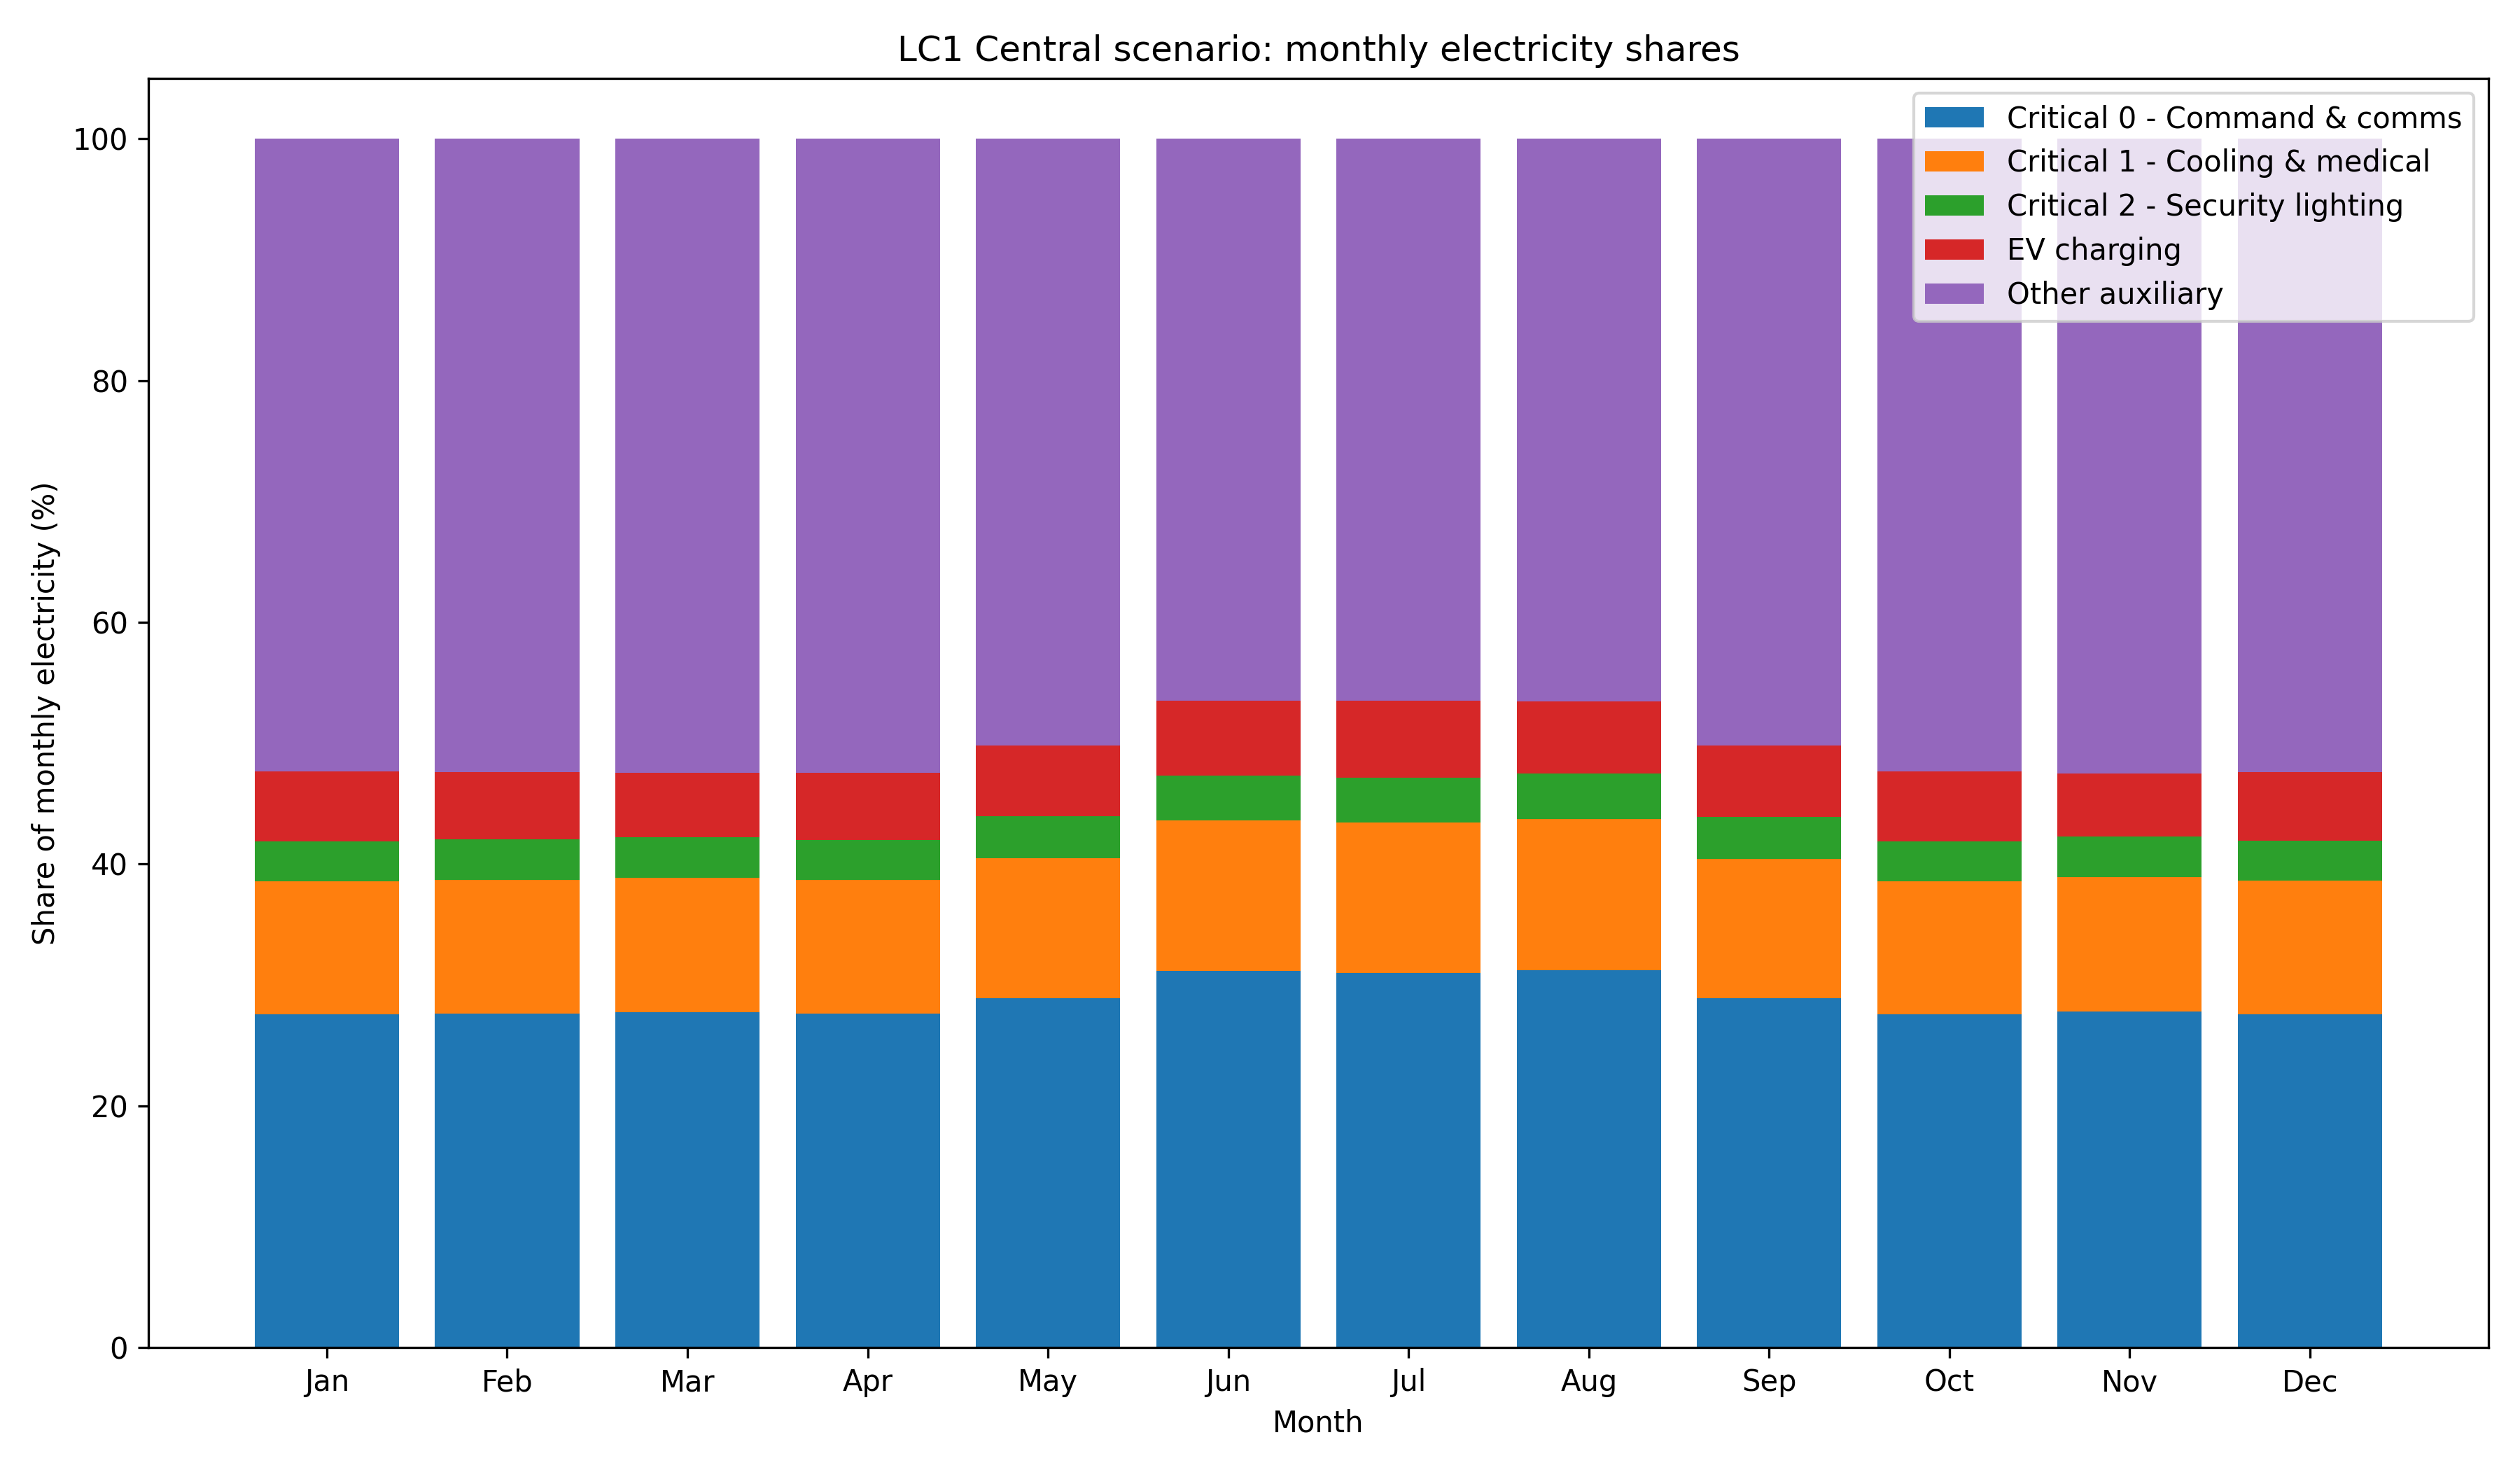 LC1 Central scenario: monthly electricity shares
Critical 0 - Command & comms
Critical 1 - Cooling & medical
Critical 2 - Security lighting
EV charging
Other auxiliary
Share of monthly electricity (%)
100
80
60
40
20
0
Jan Feb Mar Apr May Jun Jul Aug Sep Oct Nov Dec
Month